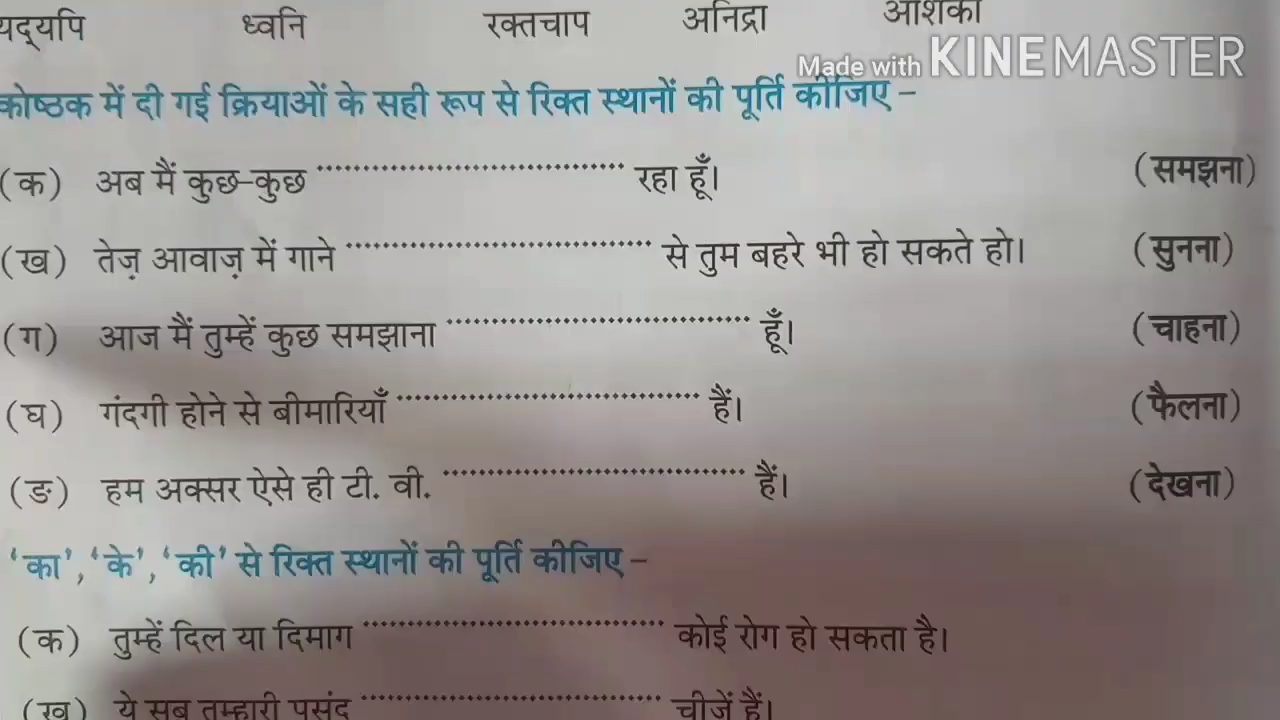 यद्यपि ध्वनि रक्तचाप अनिद्रा आशंका
Made with KINEMASTER
कोष्ठक में दी गई क्रियाओं के सही रूप से रिक्त स्थानों की पूर्ति कीजिए –
(क) अब मैं कुछ-कुछ .............................. रहा हूँ। (समझना)
(ख) तेज़ आवाज़ में गाने .............................. से तुम बहरे भी हो सकते हो। (सुनना)
(ग) आज मैं तुम्हें कुछ समझाना .............................. हूँ। (चाहना)
(घ) गंदगी होने से बीमारियाँ .............................. हैं। (फैलना)
(ङ) हम अक्सर ऐसे ही टी. वी. .............................. हैं। (देखना)
'का', 'के', 'की' से रिक्त स्थानों की पूर्ति कीजिए –
(क) तुम्हें दिल या दिमाग .............................. कोई रोग हो सकता है।
(ख) ये सब तुम्हारी पसंद .............................. चीज़ें हैं।